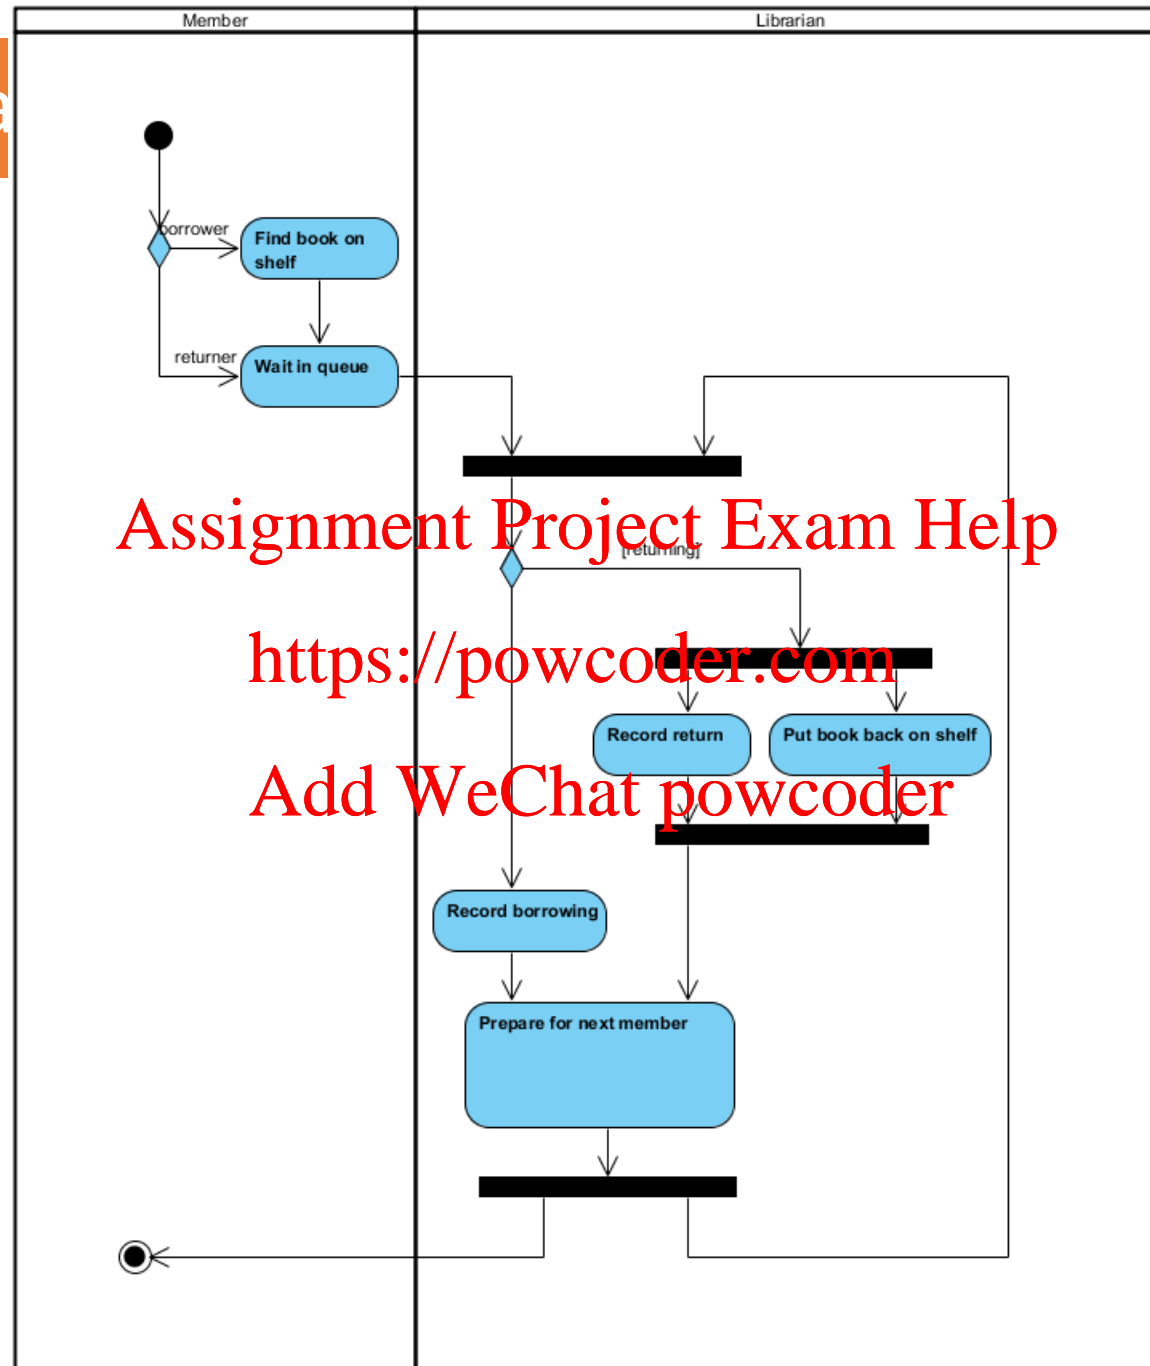 Member
Librarian
borrower
Find book on
shelf
returner
Wait in queue
Assignment Project Exam Help
[returning]
https://powcoder.com
Record return
Put book back on shelf
Add WeChat powcoder
Record borrowing
Prepare for next member